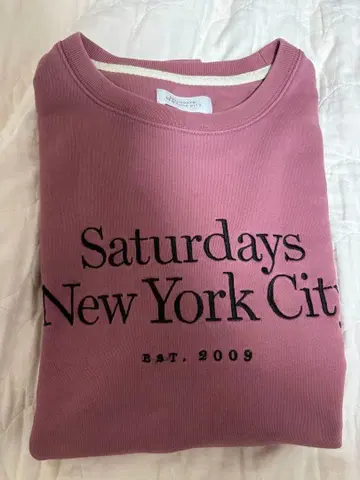 Saturdays
New York City
EST. 2009